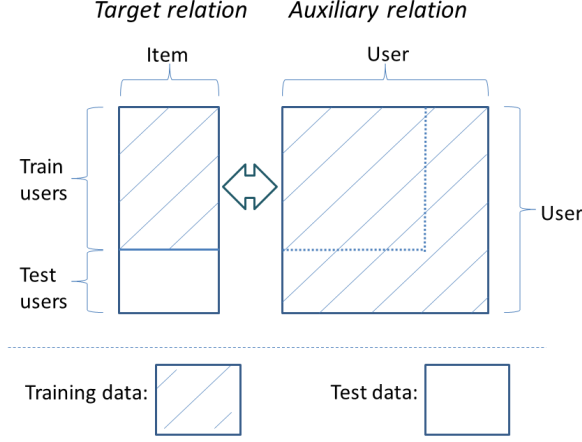 Target relation
Auxiliary relation
Item
User
Train
users
User
Test
users
Training data:
Test data: